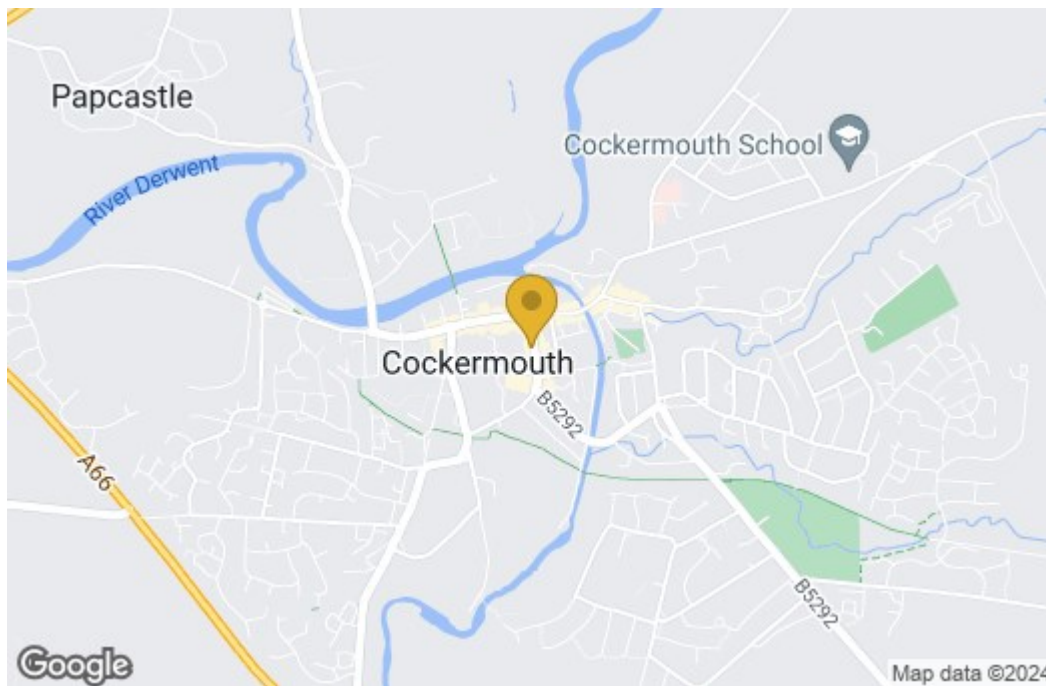 Papcastle
Cockermouth School
River Derwent
Cockermouth
B5292
A66
B5292
Google
Map data ©2024